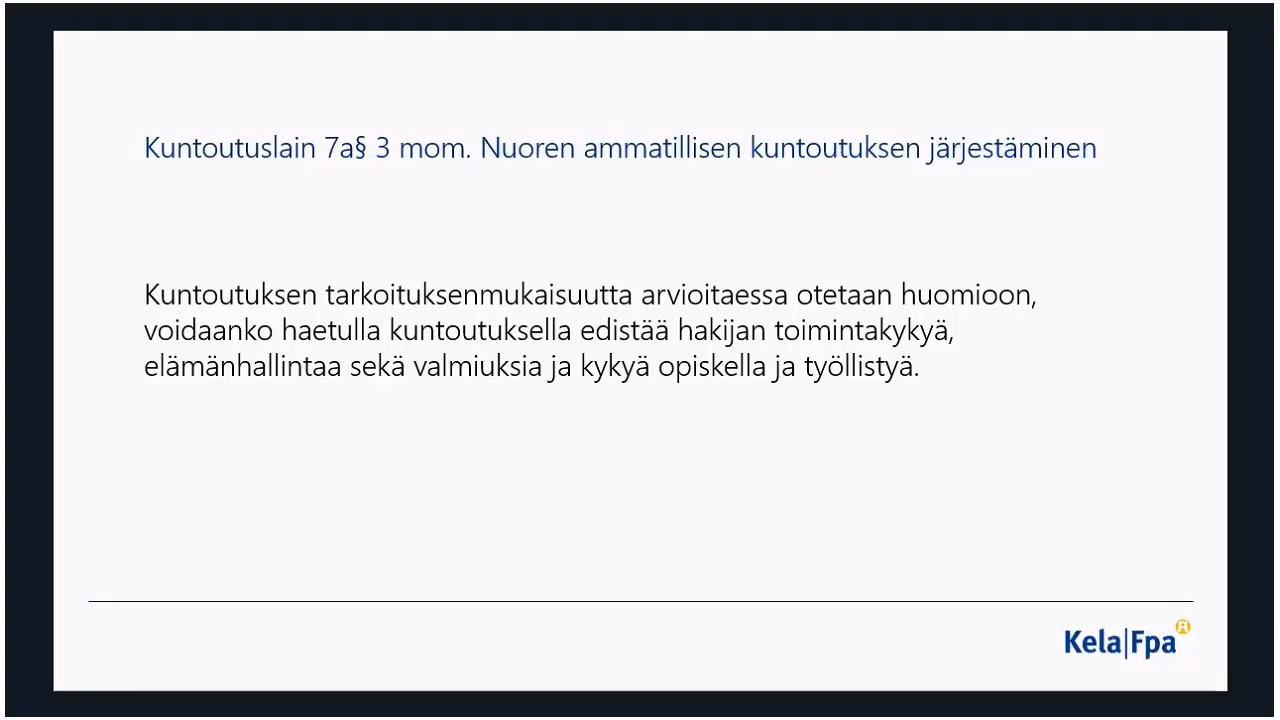 Kuntoutuslain 7a§ 3 mom. Nuoren ammatillisen kuntoutuksen järjestäminen
Kuntoutuksen tarkoituksenmukaisuutta arvioitaessa otetaan huomioon,
voidaanko haetulla kuntoutuksella edistää hakijan toimintakykyä,
elämänhallintaa sekä valmiuksia ja kykyä opiskella ja työllistyä.
Kela|Fpa